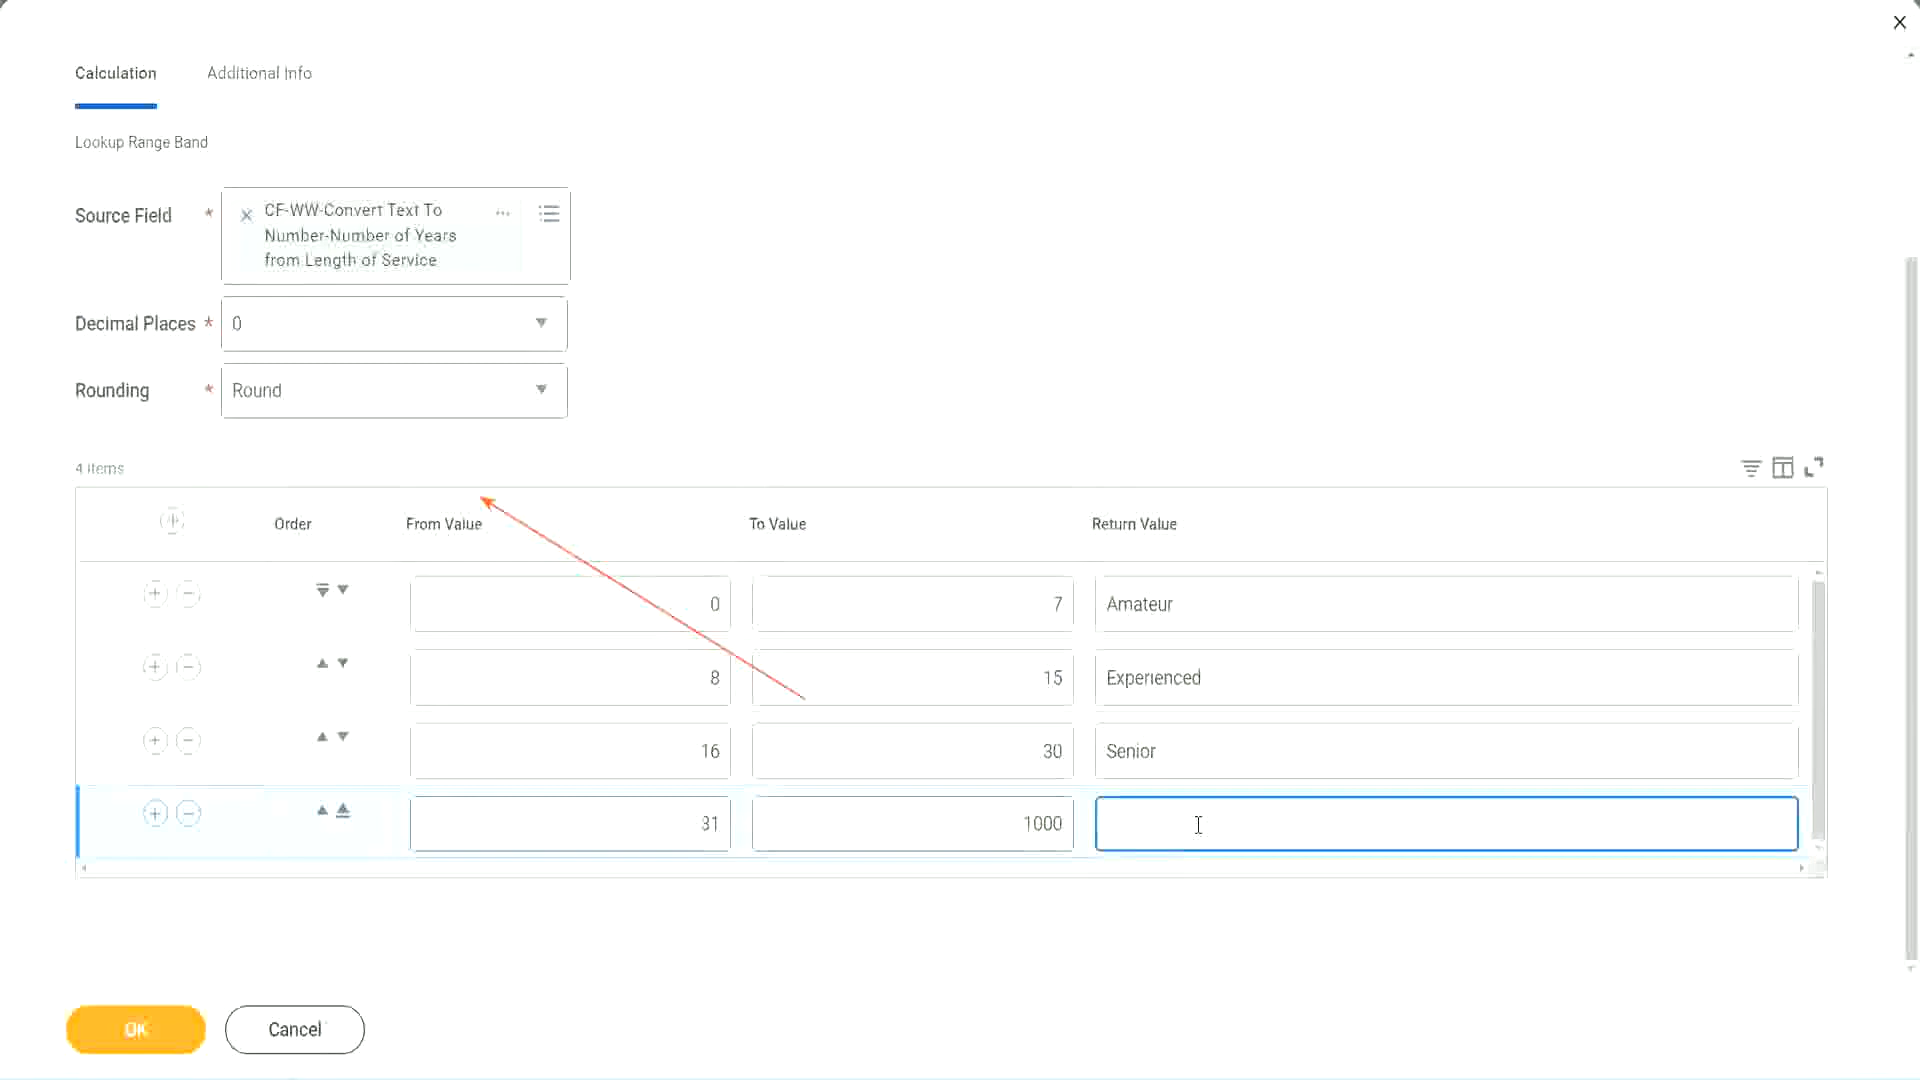 Calculation Additional Info
Lookup Range Band
Source Field * CF-WW-Convert Text To
Number-Number of Years
from Length of Service
Decimal Places * 0
Rounding * Round
4 items
Order From Value To Value Return Value
0 7 Amateur
8 15 Experienced
16 30 Senior
31 1000
OK Cancel